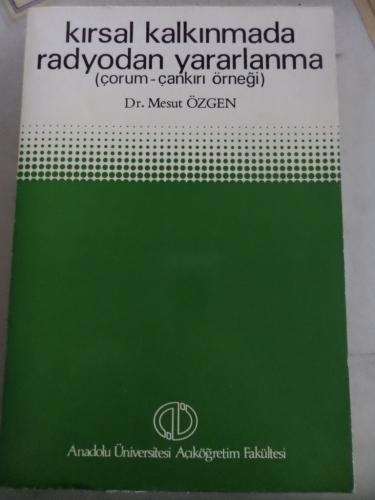 kırsal kalkınmada
radyodan yararlanma
(çorum-çankırı örneği)
Dr. Mesut ÖZGEN
Anadolu Üniversitesi Açıköğretim Fakültesi